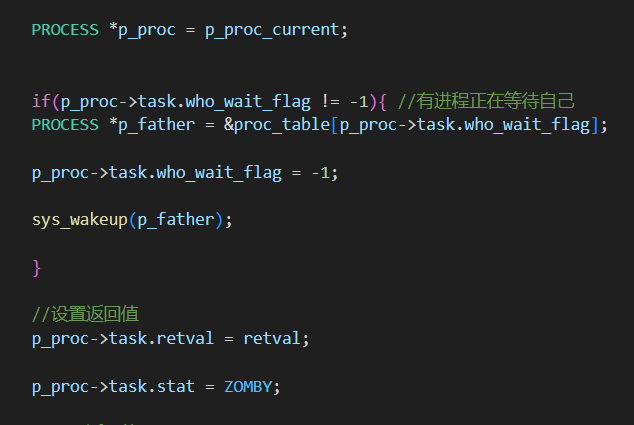 PROCESS *p_proc = p_proc_current;
if(p_proc->task.who_wait_flag != -1){ //有进程正在等待自己
PROCESS *p_father = &proc_table[p_proc->task.who_wait_flag];
p_proc->task.who_wait_flag = -1;
sys_wakeup(p_father);
}
//设置返回值
p_proc->task.retval = retval;
p_proc->task.stat = ZOMBY;